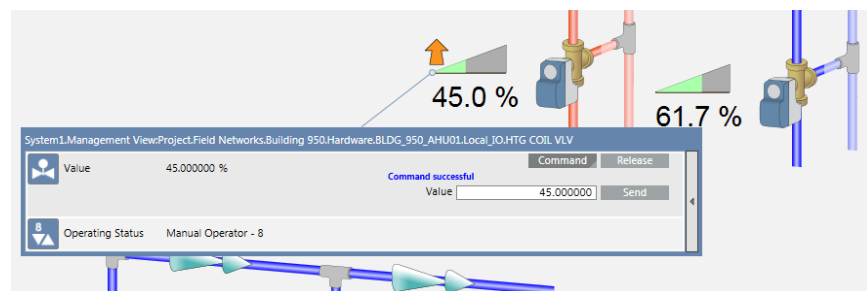 45.0 %
61.7 %
System1.Management View:Project.Field Networks.Building 950.Hardware.BLDG_950_AHU01.Local_IO.HTG COIL VLV
Value 45.000000 % Command Release
Command successful
Value 45.000000 Send
8
Operating Status Manual Operator - 8